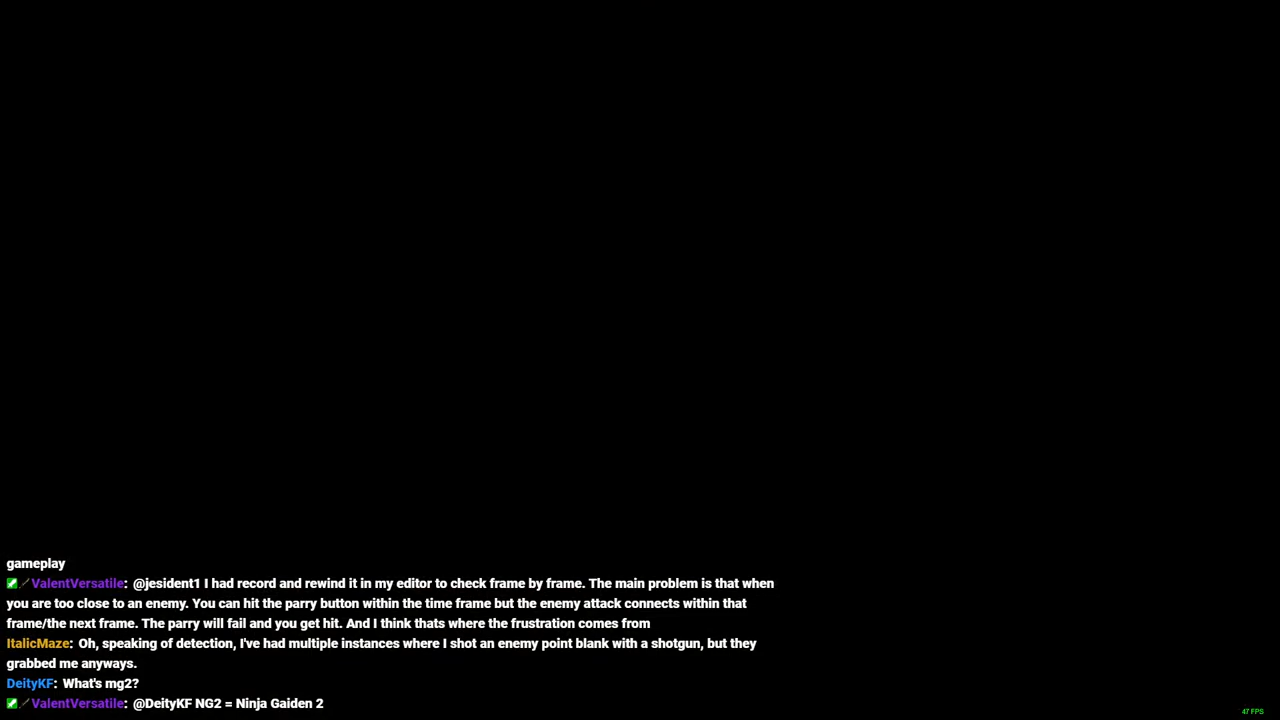 gameplay
ValentVersatile: @jesident1 I had record and rewind it in my editor to check frame by frame. The main problem is that when
you are too close to an enemy. You can hit the parry button within the time frame but the enemy attack connects within that
frame/the next frame. The parry will fail and you get hit. And I think thats where the frustration comes from
ItalicMaze: Oh, speaking of detection, I've had multiple instances where I shot an enemy point blank with a shotgun, but they
grabbed me anyways.
DeityKF: What's mg2?
ValentVersatile: @DeityKF NG2 = Ninja Gaiden 2
47 FPS